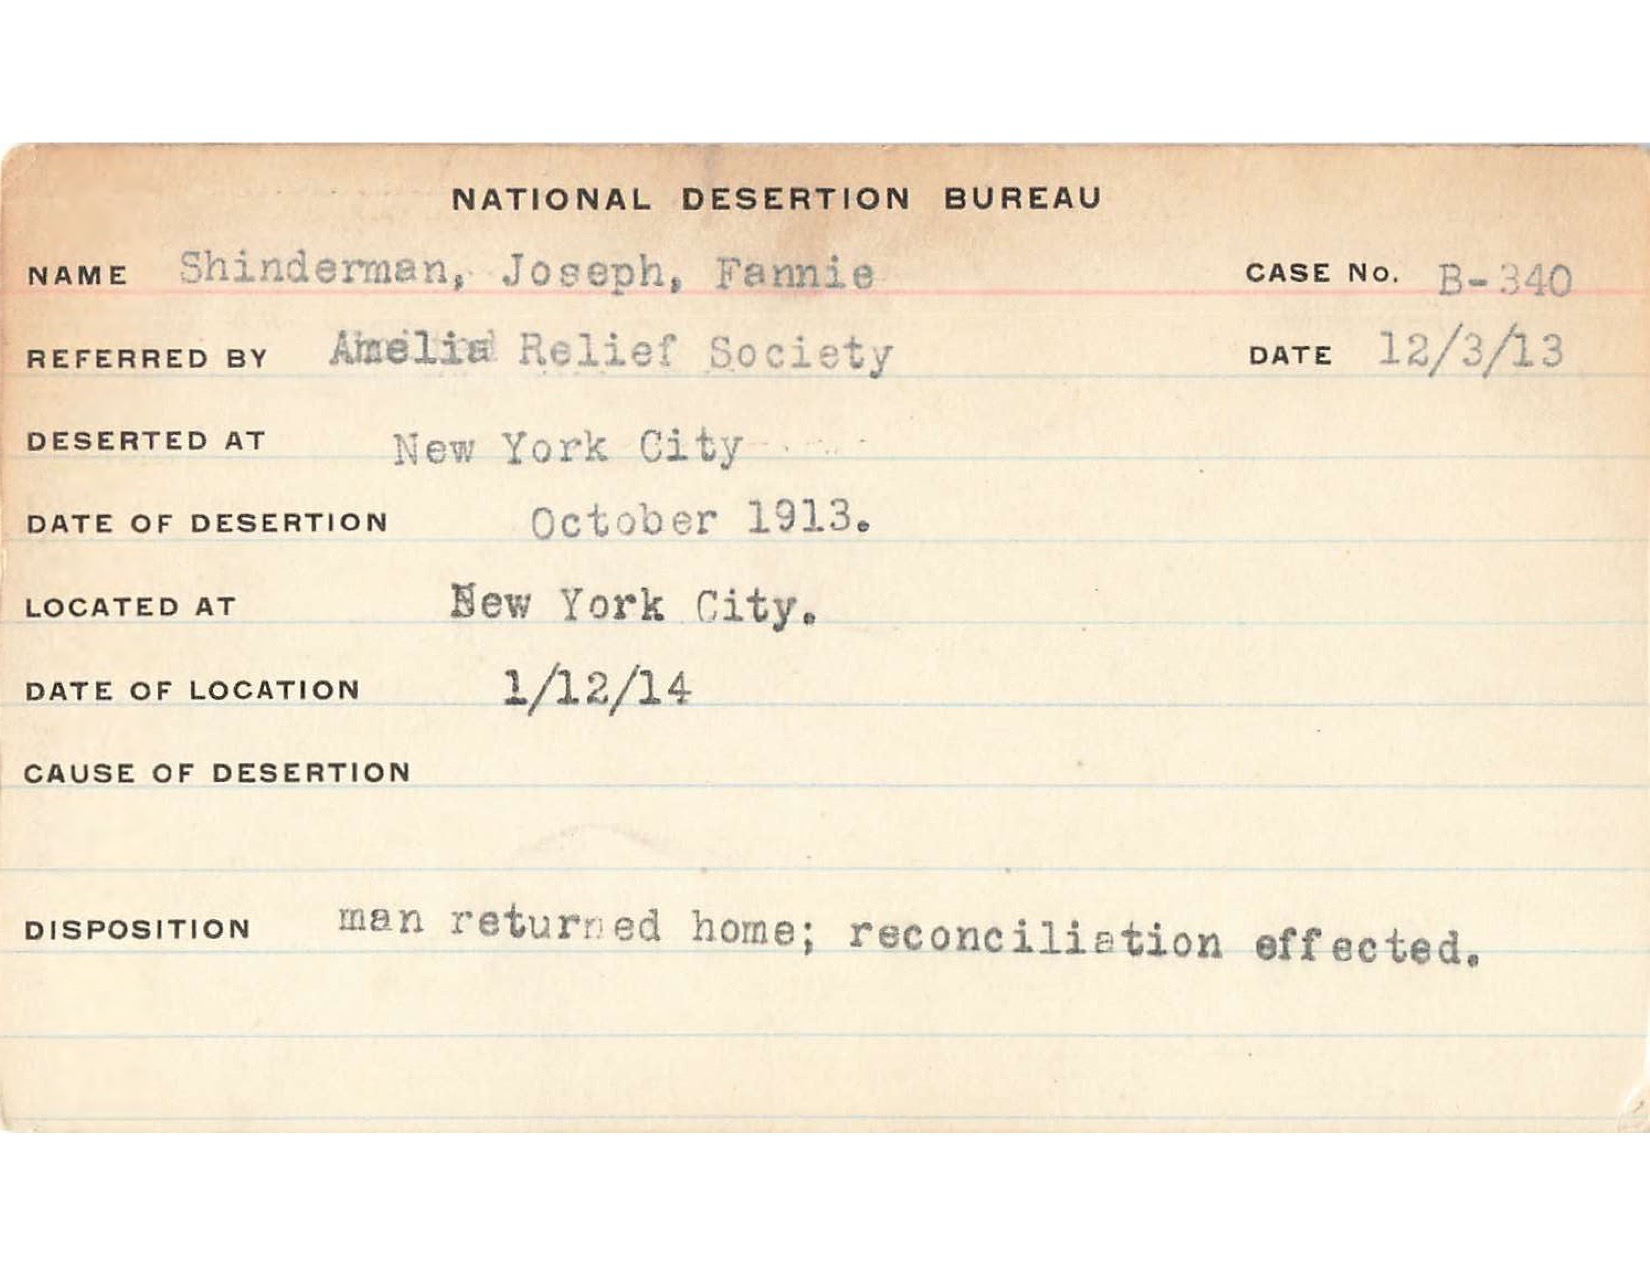 NATIONAL DESERTION BUREAU
NAME Shinderman, Joseph, Fannie CASE No. B-340
REFERRED BY Amelia Relief Society DATE 12/3/13
DESERTED AT New York City
DATE OF DESERTION October 1913.
LOCATED AT New York City.
DATE OF LOCATION 1/12/14
CAUSE OF DESERTION
DISPOSITION man returned home; reconciliation effected.